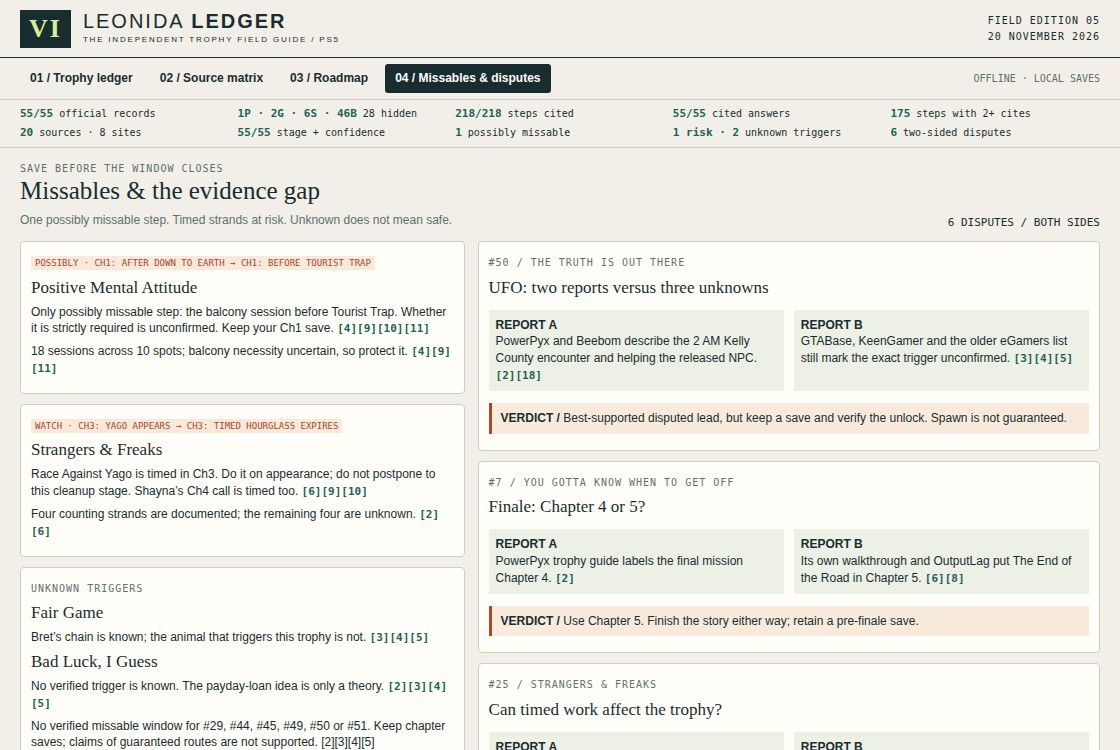 VI
LEONIDA LEDGER
THE INDEPENDENT TROPHY FIELD GUIDE / PS5
FIELD EDITION 05
20 NOVEMBER 2026
01 / Trophy ledger
02 / Source matrix
03 / Roadmap
04 / Missables & disputes
OFFLINE · LOCAL SAVES
55/55 official records
1P · 2G · 6S · 46B 28 hidden
218/218 steps cited
55/55 cited answers
175 steps with 2+ cites
20 sources · 8 sites
55/55 stage + confidence
1 possibly missable
1 risk · 2 unknown triggers
6 two-sided disputes
SAVE BEFORE THE WINDOW CLOSES
Missables & the evidence gap
One possibly missable step. Timed strands at risk. Unknown does not mean safe.
6 DISPUTES / BOTH SIDES
POSSIBLY · CH1: AFTER DOWN TO EARTH → CH1: BEFORE TOURIST TRAP
Positive Mental Attitude
Only possibly missable step: the balcony session before Tourist Trap. Whether
it is strictly required is unconfirmed. Keep your Ch1 save. [4][9][10][11]
18 sessions across 10 spots; balcony necessity uncertain, so protect it. [4][9]
[11]
WATCH · CH3: YAGO APPEARS → CH3: TIMED HOURGLASS EXPIRES
Strangers & Freaks
Race Against Yago is timed in Ch3. Do it on appearance; do not postpone to
this cleanup stage. Shayna's Ch4 call is timed too. [6][9][10]
Four counting strands are documented; the remaining four are unknown. [2]
[6]
UNKNOWN TRIGGERS
Fair Game
Bret's chain is known; the animal that triggers this trophy is not. [3][4][5]
Bad Luck, I Guess
No verified trigger is known. The payday-loan idea is only a theory. [2][3][4]
[5]
No verified missable window for #29, #44, #45, #49, #50 or #51. Keep chapter
saves; claims of guaranteed routes are not supported. [2][3][4][5]
#50 / THE TRUTH IS OUT THERE
UFO: two reports versus three unknowns
REPORT A
PowerPyx and Beebom describe the 2 AM Kelly
County encounter and helping the released NPC.
[2][18]
REPORT B
GTABase, KeenGamer and the older eGamers list
still mark the exact trigger unconfirmed. [3][4][5]
VERDICT / Best-supported disputed lead, but keep a save and verify the unlock. Spawn is not guaranteed.
#7 / YOU GOTTA KNOW WHEN TO GET OFF
Finale: Chapter 4 or 5?
REPORT A
PowerPyx trophy guide labels the final mission
Chapter 4. [2]
REPORT B
Its own walkthrough and OutputLag put The End of
the Road in Chapter 5. [6][8]
VERDICT / Use Chapter 5. Finish the story either way; retain a pre-finale save.
#25 / STRANGERS & FREAKS
Can timed work affect the trophy?
REPORT A
REPORT B